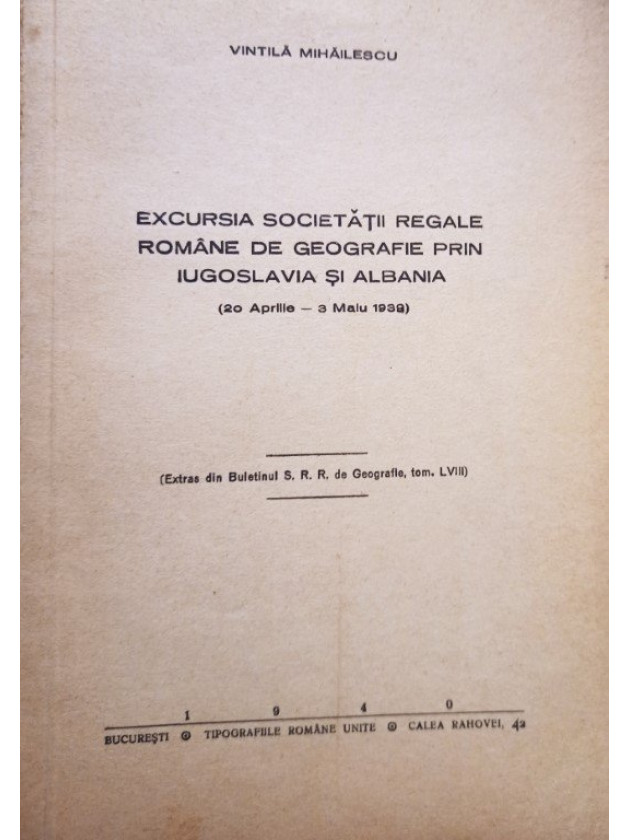 VINTILĂ MIHĂILESCU
EXCURSIA SOCIETĂȚII REGALE
ROMÂNE DE GEOGRAFIE PRIN
IUGOSLAVIA ȘI ALBANIA
(20 Aprilie — 3 Maiu 1939)
(Extras din Buletinul S. R. R. de Geografie, tom. LVIII)
1 9 4 0
BUCUREȘTI ⊙ TIPOGRAFIILE ROMÂNE UNITE ⊙ CALEA RAHOVEI, 42